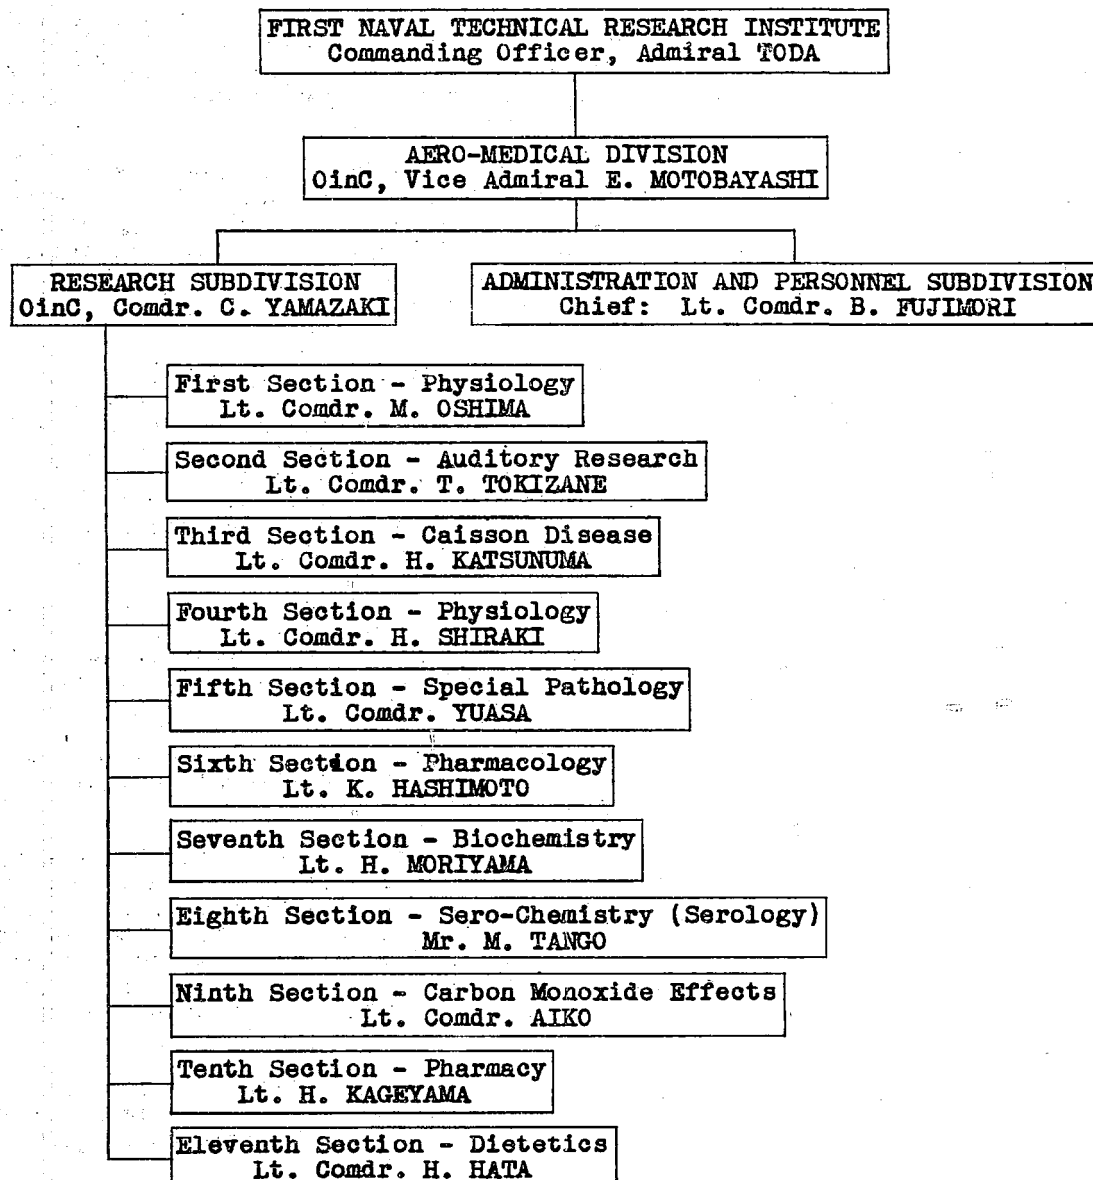 FIRST NAVAL TECHNICAL RESEARCH INSTITUTE
Commanding Officer, Admiral TODA
AERO-MEDICAL DIVISION
OinC, Vice Admiral E. MOTOBAYASHI
RESEARCH SUBDIVISION
OinC, Comdr. C. YAMAZAKI
ADMINISTRATION AND PERSONNEL SUBDIVISION
Chief: Lt. Comdr. B. FUJIMORI
First Section - Physiology
Lt. Comdr. M. OSHIMA
Second Section - Auditory Research
Lt. Comdr. T. TOKIZANE
Third Section - Caisson Disease
Lt. Comdr. H. KATSUNUMA
Fourth Section - Physiology
Lt. Comdr. H. SHIRAKI
Fifth Section - Special Pathology
Lt. Comdr. YUASA
Sixth Section - Pharmacology
Lt. K. HASHIMOTO
Seventh Section - Biochemistry
Lt. H. MORIYAMA
Eighth Section - Sero-Chemistry (Serology)
Mr. M. TANGO
Ninth Section - Carbon Monoxide Effects
Lt. Comdr. AIKO
Tenth Section - Pharmacy
Lt. H. KAGEYAMA
Eleventh Section - Dietetics
Lt. Comdr. H. HATA